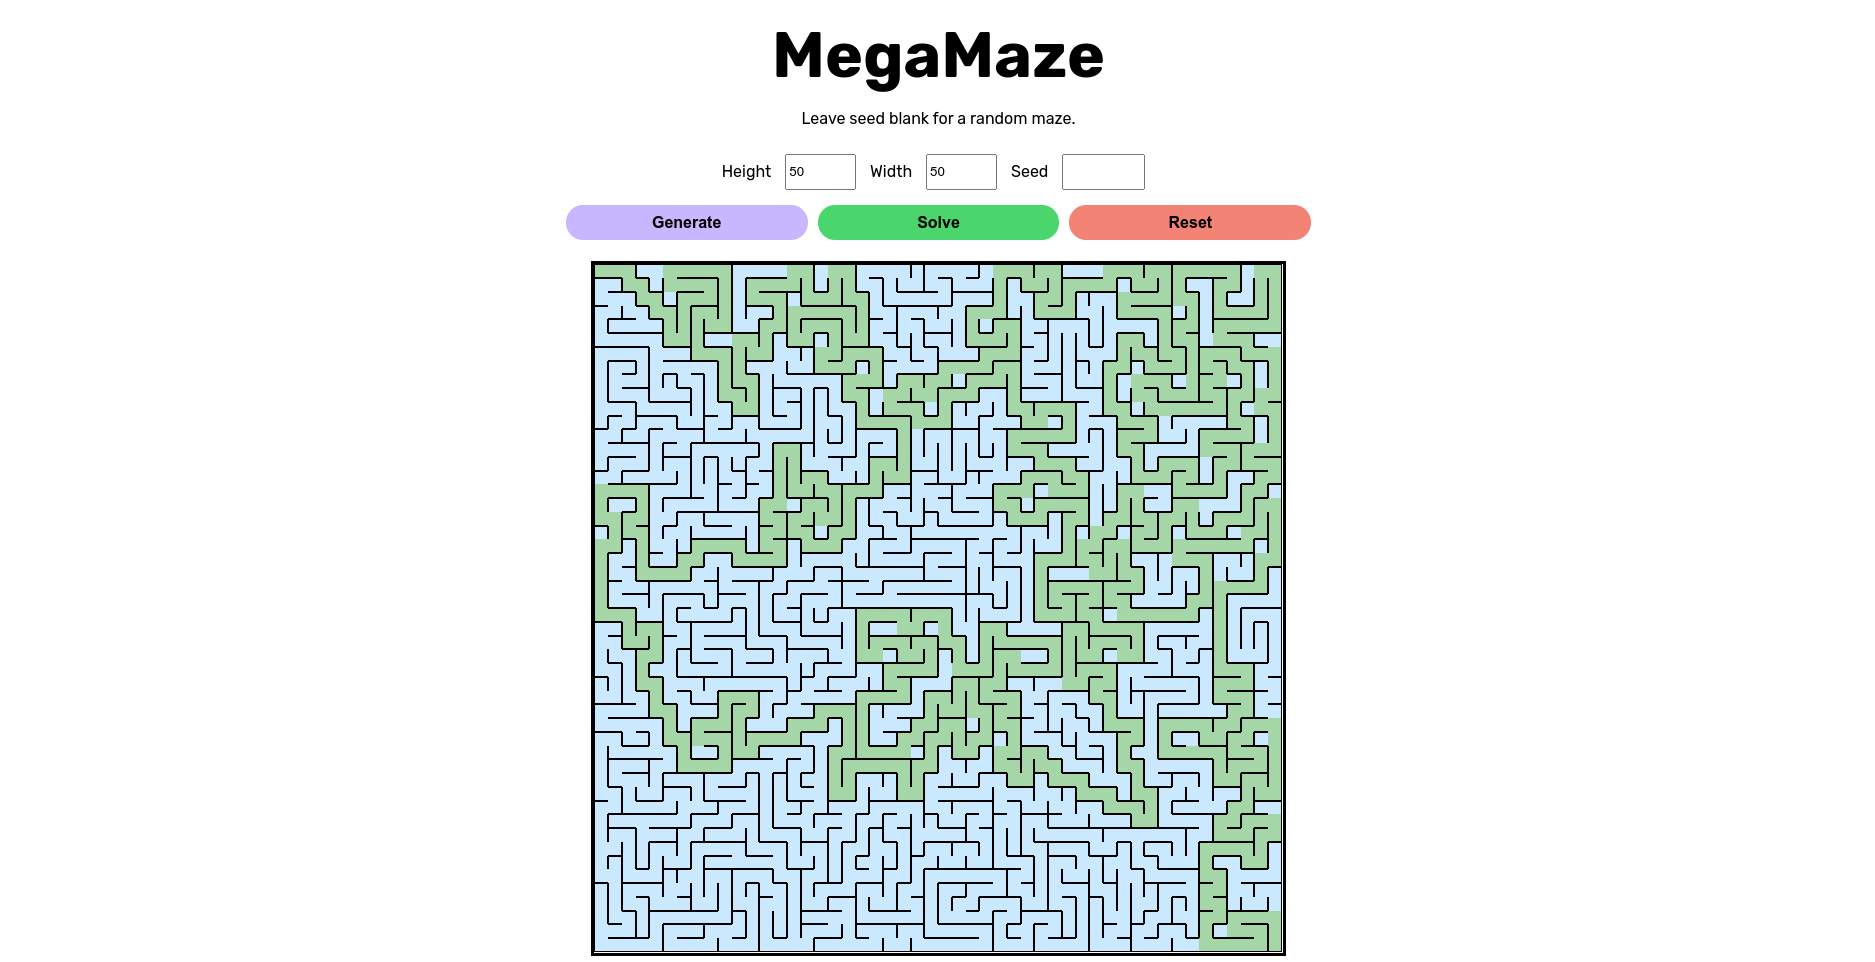 MegaMaze
Leave seed blank for a random maze.
Height 50 Width 50 Seed
Generate Solve Reset